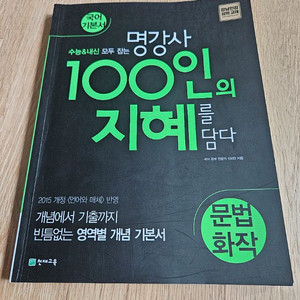 국어
기본서
수능&내신 모두 잡는 명강사
100인의
지혜를
담다
2015 개정 <언어와 매체> 반영
개념에서 기출까지
빈틈없는 영역별 개념 기본서
문법
화작
천재교육